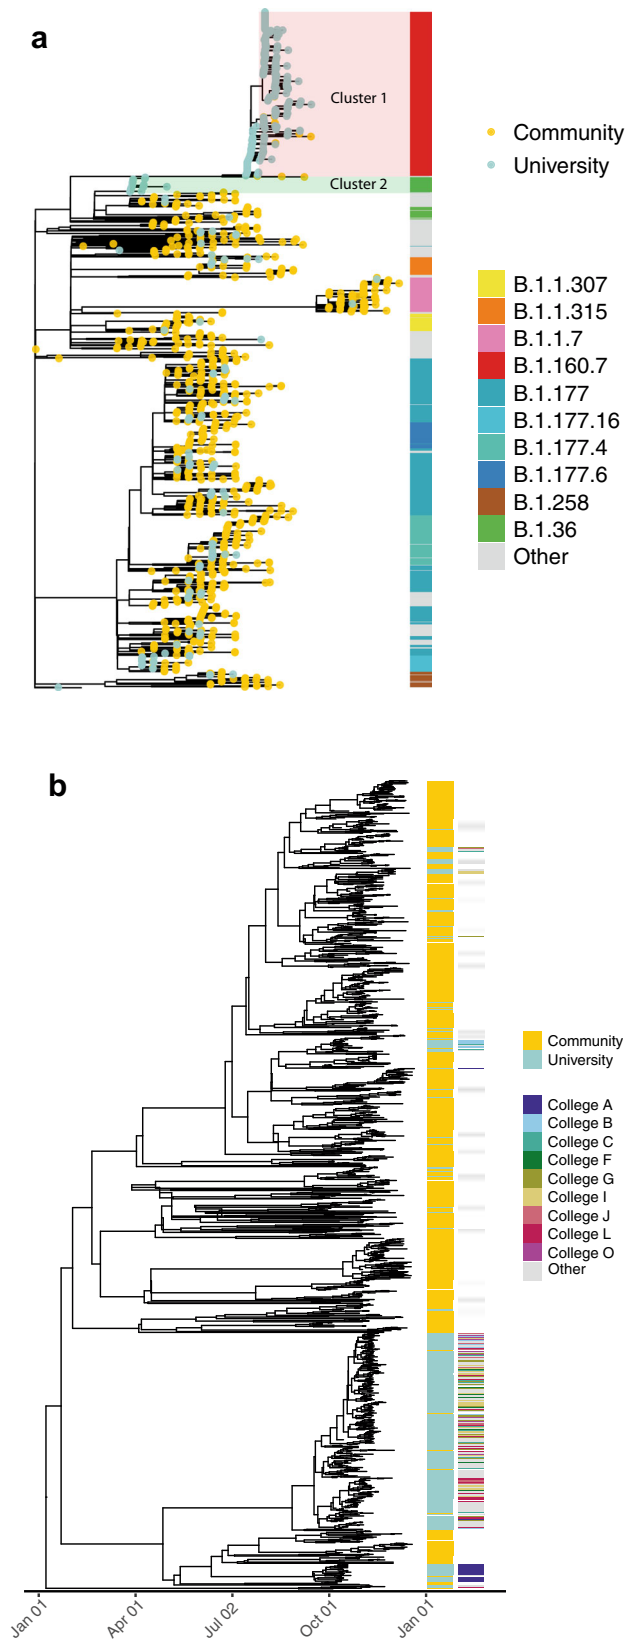 a
Cluster 1
Cluster 2
Community
University
B.1.1.307
B.1.1.315
B.1.1.7
B.1.160.7
B.1.177
B.1.177.16
B.1.177.4
B.1.177.6
B.1.258
B.1.36
Other
b
Community
University
College A
College B
College C
College F
College G
College I
College J
College L
College O
Other
Jan 01
Apr 01
Jul 02
Oct 01
Jan 01